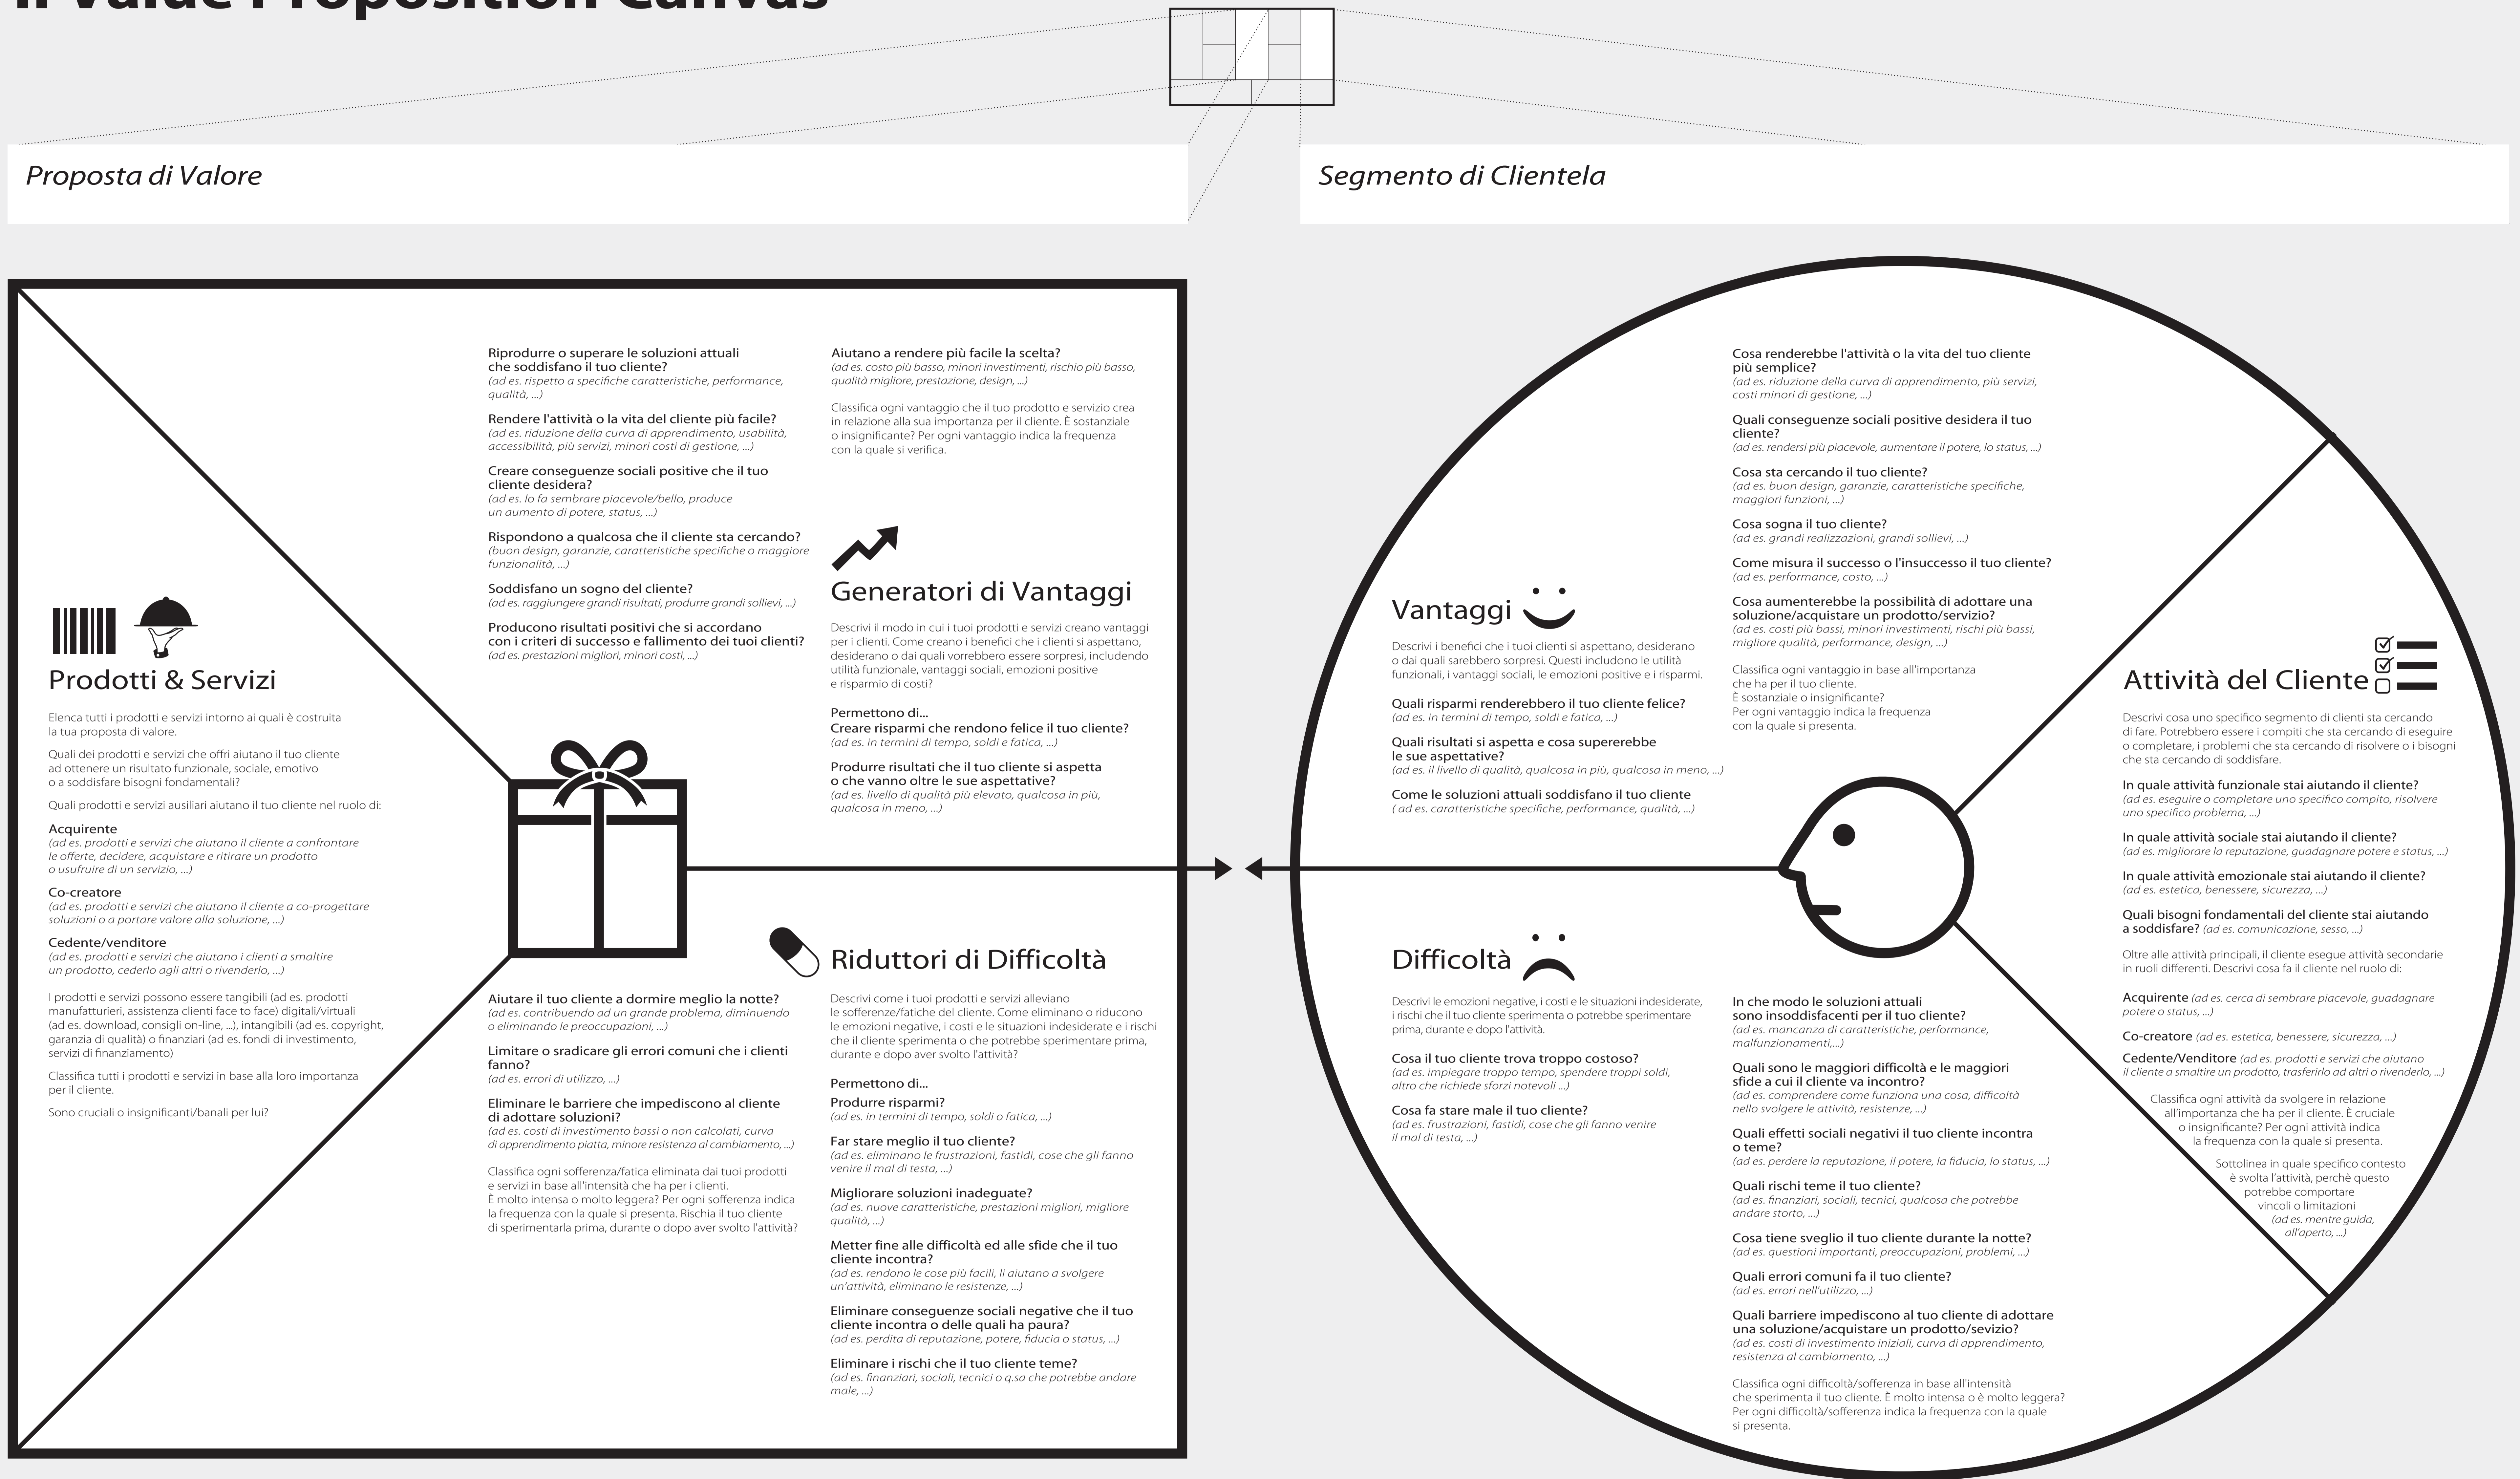 Il Value Proposition Canvas
Proposta di Valore
Segmento di Clientela
Prodotti & Servizi
Elenca tutti i prodotti e servizi intorno ai quali è costruita
la tua proposta di valore.
Quali dei prodotti e servizi che offri aiutano il tuo cliente
ad ottenere un risultato funzionale, sociale, emotivo
o a soddisfare bisogni fondamentali?
Quali prodotti e servizi ausiliari aiutano il tuo cliente nel ruolo di:
Acquirente
(ad es. prodotti e servizi che aiutano il cliente a confrontare
le offerte, decidere, acquistare e ritirare un prodotto
o usufruire di un servizio, ...)
Co-creatore
(ad es. prodotti e servizi che aiutano il cliente a co-progettare
soluzioni o a portare valore alla soluzione, ...)
Cedente/venditore
(ad es. prodotti e servizi che aiutano i clienti a smaltire
un prodotto, cederlo agli altri o rivenderlo, ...)
I prodotti e servizi possono essere tangibili (ad es. prodotti
manufatturieri, assistenza clienti face to face) digitali/virtuali
(ad es. download, consigli on-line, ...), intangibili (ad es. copyright,
garanzia di qualità) o finanziari (ad es. fondi di investimento,
servizi di finanziamento)
Classifica tutti i prodotti e servizi in base alla loro importanza
per il cliente.
Sono cruciali o insignificanti/banali per lui?
Riprodurre o superare le soluzioni attuali
che soddisfano il tuo cliente?
(ad es. rispetto a specifiche caratteristiche, performance,
qualità, ...)
Rendere l'attività o la vita del cliente più facile?
(ad es. riduzione della curva di apprendimento, usabilità,
accessibilità, più servizi, minori costi di gestione, ...)
Creare conseguenze sociali positive che il tuo
cliente desidera?
(ad es. lo fa sembrare piacevole/bello, produce
un aumento di potere, status, ...)
Rispondono a qualcosa che il cliente sta cercando?
(buon design, garanzie, caratteristiche specifiche o maggiore
funzionalità, ...)
Soddisfano un sogno del cliente?
(ad es. raggiungere grandi risultati, produrre grandi sollievi, ...)
Producono risultati positivi che si accordano
con i criteri di successo e fallimento dei tuoi clienti?
(ad es. prestazioni migliori, minori costi, ...)
Aiutano a rendere più facile la scelta?
(ad es. costo più basso, minori investimenti, rischio più basso,
qualità migliore, prestazione, design, ...)
Classifica ogni vantaggio che il tuo prodotto e servizio crea
in relazione alla sua importanza per il cliente. È sostanziale
o insignificante? Per ogni vantaggio indica la frequenza
con la quale si verifica.
Generatori di Vantaggi
Descrivi il modo in cui i tuoi prodotti e servizi creano vantaggi
per i clienti. Come creano i benefici che i clienti si aspettano,
desiderano o dai quali vorrebbero essere sorpresi, includendo
utilità funzionale, vantaggi sociali, emozioni positive
e risparmio di costi?
Permettono di...
Creare risparmi che rendono felice il tuo cliente?
(ad es. in termini di tempo, soldi e fatica, ...)
Produrre risultati che il tuo cliente si aspetta
o che vanno oltre le sue aspettative?
(ad es. livello di qualità più elevato, qualcosa in più,
qualcosa in meno, ...)
Aiutare il tuo cliente a dormire meglio la notte?
(ad es. contribuendo ad un grande problema, diminuendo
o eliminando le preoccupazioni, ...)
Limitare o sradicare gli errori comuni che i clienti
fanno?
(ad es. errori di utilizzo, ...)
Eliminare le barriere che impediscono al cliente
di adottare soluzioni?
(ad es. costi di investimento bassi o non calcolati, curva
di apprendimento piatta, minore resistenza al cambiamento, ...)
Classifica ogni sofferenza/fatica eliminata dai tuoi prodotti
e servizi in base all'intensità che ha per i clienti.
È molto intensa o molto leggera? Per ogni sofferenza indica
la frequenza con la quale si presenta. Rischia il tuo cliente
di sperimentarla prima, durante o dopo aver svolto l'attività?
Riduttori di Difficoltà
Descrivi come i tuoi prodotti e servizi alleviano
le sofferenze/fatiche del cliente. Come eliminano o riducono
le emozioni negative, i costi e le situazioni indesiderate e i rischi
che il cliente sperimenta o che potrebbe sperimentare prima,
durante e dopo aver svolto l'attività?
Permettono di...
Produrre risparmi?
(ad es. in termini di tempo, soldi o fatica, ...)
Far stare meglio il tuo cliente?
(ad es. eliminano le frustrazioni, fastidi, cose che gli fanno
venire il mal di testa, ...)
Migliorare soluzioni inadeguate?
(ad es. nuove caratteristiche, prestazioni migliori, migliore
qualità, ...)
Metter fine alle difficoltà ed alle sfide che il tuo
cliente incontra?
(ad es. rendono le cose più facili, li aiutano a svolgere
un'attività, eliminano le resistenze, ...)
Eliminare conseguenze sociali negative che il tuo
cliente incontra o delle quali ha paura?
(ad es. perdita di reputazione, potere, fiducia o status, ...)
Eliminare i rischi che il tuo cliente teme?
(ad es. finanziari, sociali, tecnici o q.sa che potrebbe andare
male, ...)
Vantaggi
Descrivi i benefici che i tuoi clienti si aspettano, desiderano
o dai quali sarebbero sorpresi. Questi includono le utilità
funzionali, i vantaggi sociali, le emozioni positive e i risparmi.
Quali risparmi renderebbero il tuo cliente felice?
(ad es. in termini di tempo, soldi e fatica, ...)
Quali risultati si aspetta e cosa supererebbe
le sue aspettative?
(ad es. il livello di qualità, qualcosa in più, qualcosa in meno, ...)
Come le soluzioni attuali soddisfano il tuo cliente
( ad es. caratteristiche specifiche, performance, qualità, ...)
Cosa renderebbe l'attività o la vita del tuo cliente
più semplice?
(ad es. riduzione della curva di apprendimento, più servizi,
costi minori di gestione, ...)
Quali conseguenze sociali positive desidera il tuo
cliente?
(ad es. rendersi più piacevole, aumentare il potere, lo status, ...)
Cosa sta cercando il tuo cliente?
(ad es. buon design, garanzie, caratteristiche specifiche,
maggiori funzioni, ...)
Cosa sogna il tuo cliente?
(ad es. grandi realizzazioni, grandi sollievi, ...)
Come misura il successo o l'insuccesso il tuo cliente?
(ad es. performance, costo, ...)
Cosa aumenterebbe la possibilità di adottare una
soluzione/acquistare un prodotto/servizio?
(ad es. costi più bassi, minori investimenti, rischi più bassi,
migliore qualità, performance, design, ...)
Classifica ogni vantaggio in base all'importanza
che ha per il tuo cliente.
È sostanziale o insignificante?
Per ogni vantaggio indica la frequenza
con la quale si presenta.
Difficoltà
Descrivi le emozioni negative, i costi e le situazioni indesiderate,
i rischi che il tuo cliente sperimenta o potrebbe sperimentare
prima, durante e dopo l'attività.
Cosa il tuo cliente trova troppo costoso?
(ad es. impiegare troppo tempo, spendere troppi soldi,
altro che richiede sforzi notevoli ...)
Cosa fa stare male il tuo cliente?
(ad es. frustrazioni, fastidi, cose che gli fanno venire
il mal di testa, ...)
In che modo le soluzioni attuali
sono insoddisfacenti per il tuo cliente?
(ad es. mancanza di caratteristiche, performance,
malfunzionamenti,...)
Quali sono le maggiori difficoltà e le maggiori
sfide a cui il cliente va incontro?
(ad es. comprendere come funziona una cosa, difficoltà
nello svolgere le attività, resistenze, ...)
Quali effetti sociali negativi il tuo cliente incontra
o teme?
(ad es. perdere la reputazione, il potere, la fiducia, lo status, ...)
Quali rischi teme il tuo cliente?
(ad es. finanziari, sociali, tecnici, qualcosa che potrebbe
andare storto, ...)
Cosa tiene sveglio il tuo cliente durante la notte?
(ad es. questioni importanti, preoccupazioni, problemi, ...)
Quali errori comuni fa il tuo cliente?
(ad es. errori nell'utilizzo, ...)
Quali barriere impediscono al tuo cliente di adottare
una soluzione/acquistare un prodotto/sevizio?
(ad es. costi di investimento iniziali, curva di apprendimento,
resistenza al cambiamento, ...)
Classifica ogni difficoltà/sofferenza in base all'intensità
che sperimenta il tuo cliente. È molto intensa o è molto leggera?
Per ogni difficoltà/sofferenza indica la frequenza con la quale
si presenta.
Attività del Cliente
Descrivi cosa uno specifico segmento di clienti sta cercando
di fare. Potrebbero essere i compiti che sta cercando di eseguire
o completare, i problemi che sta cercando di risolvere o i bisogni
che sta cercando di soddisfare.
In quale attività funzionale stai aiutando il cliente?
(ad es. eseguire o completare uno specifico compito, risolvere
uno specifico problema, ...)
In quale attività sociale stai aiutando il cliente?
(ad es. migliorare la reputazione, guadagnare potere e status, ...)
In quale attività emozionale stai aiutando il cliente?
(ad es. estetica, benessere, sicurezza, ...)
Quali bisogni fondamentali del cliente stai aiutando
a soddisfare? (ad es. comunicazione, sesso, ...)
Oltre alle attività principali, il cliente esegue attività secondarie
in ruoli differenti. Descrivi cosa fa il cliente nel ruolo di:
Acquirente (ad es. cerca di sembrare piacevole, guadagnare
potere o status, ...)
Co-creatore (ad es. estetica, benessere, sicurezza, ...)
Cedente/Venditore (ad es. prodotti e servizi che aiutano
il cliente a smaltire un prodotto, trasferirlo ad altri o rivenderlo, ...)
Classifica ogni attività da svolgere in relazione
all'importanza che ha per il cliente. È cruciale
o insignificante? Per ogni attività indica
la frequenza con la quale si presenta.
Sottolinea in quale specifico contesto
è svolta l'attività, perchè questo
potrebbe comportare
vincoli o limitazioni
(ad es. mentre guida,
all'aperto, ...)